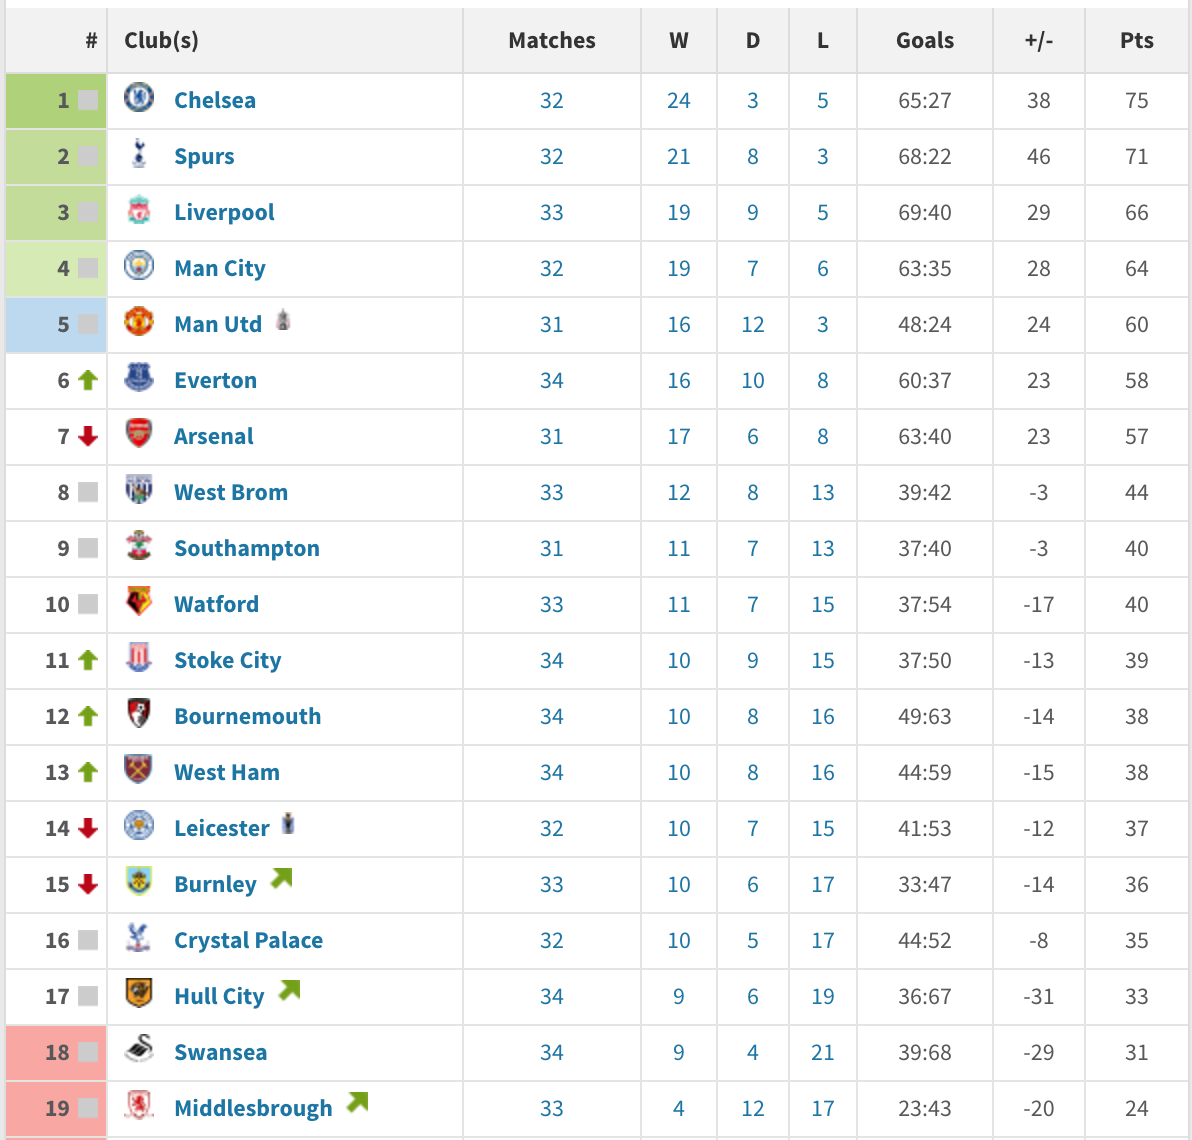 # Club(s) Matches W D L Goals +/- Pts
1 Chelsea 32 24 3 5 65:27 38 75
2 Spurs 32 21 8 3 68:22 46 71
3 Liverpool 33 19 9 5 69:40 29 66
4 Man City 32 19 7 6 63:35 28 64
5 Man Utd 31 16 12 3 48:24 24 60
6 Everton 34 16 10 8 60:37 23 58
7 Arsenal 31 17 6 8 63:40 23 57
8 West Brom 33 12 8 13 39:42 -3 44
9 Southampton 31 11 7 13 37:40 -3 40
10 Watford 33 11 7 15 37:54 -17 40
11 Stoke City 34 10 9 15 37:50 -13 39
12 Bournemouth 34 10 8 16 49:63 -14 38
13 West Ham 34 10 8 16 44:59 -15 38
14 Leicester 32 10 7 15 41:53 -12 37
15 Burnley 33 10 6 17 33:47 -14 36
16 Crystal Palace 32 10 5 17 44:52 -8 35
17 Hull City 34 9 6 19 36:67 -31 33
18 Swansea 34 9 4 21 39:68 -29 31
19 Middlesbrough 33 4 12 17 23:43 -20 24